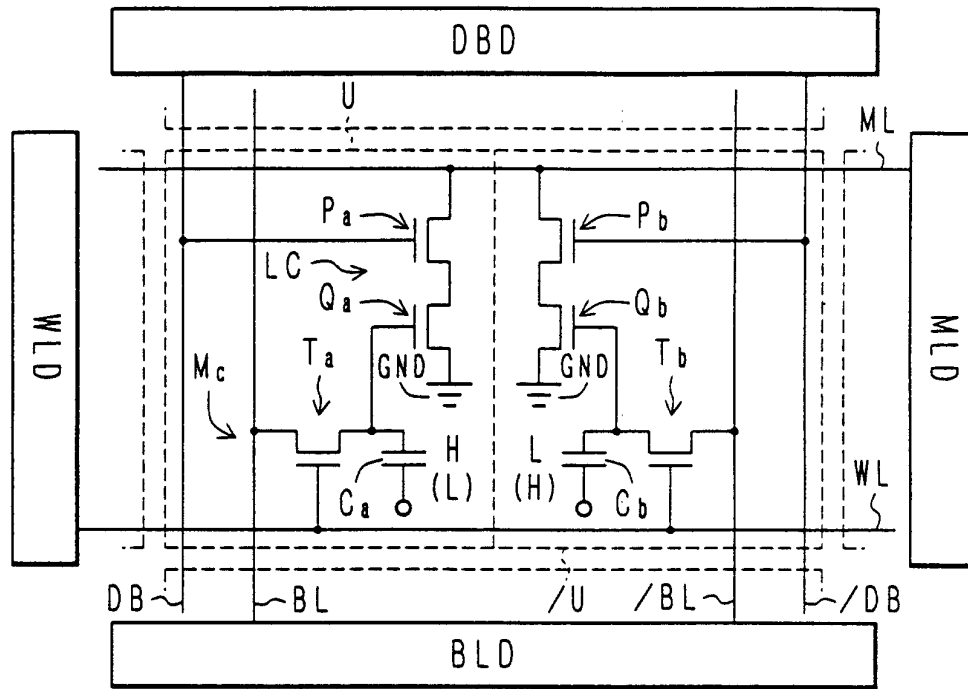 DBD
U
ML
Pa
Pb
LC
Qa
Qb
WLD
MLD
Mc
Ta
GND
GND
Tb
H
(L)
L
(H)
Ca
Cb
WL
DB
BL
/U
/BL
/DB
BLD